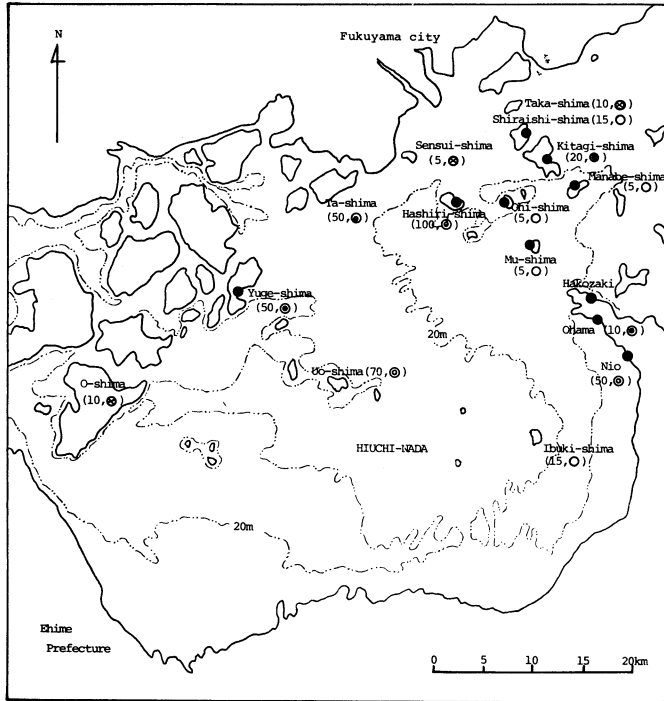 Fukuyama city
N
Taka-shima(10,⊗)
Shiraishi-shima(15,○)
Sensui-shima
(5,⊗)
Kitagi-shima
(20,●)
Manabe-shima
(5,○)
Ta-shima
(50,◉)
Hashiri-shima
(100,◎)
Ohi-shima
(5,○)
Mu-shima
(5,○)
Yuge-shima
(50,◎)
Hakozaki
Ohama (10,◎)
20m
Nio
(50,◎)
Uo-shima(70,◎)
O-shima
(10,⊗)
HIUCHI-NADA
Ibuki-shima
(15,○)
20m
Ehime
Prefecture
0 5 10 15 20km